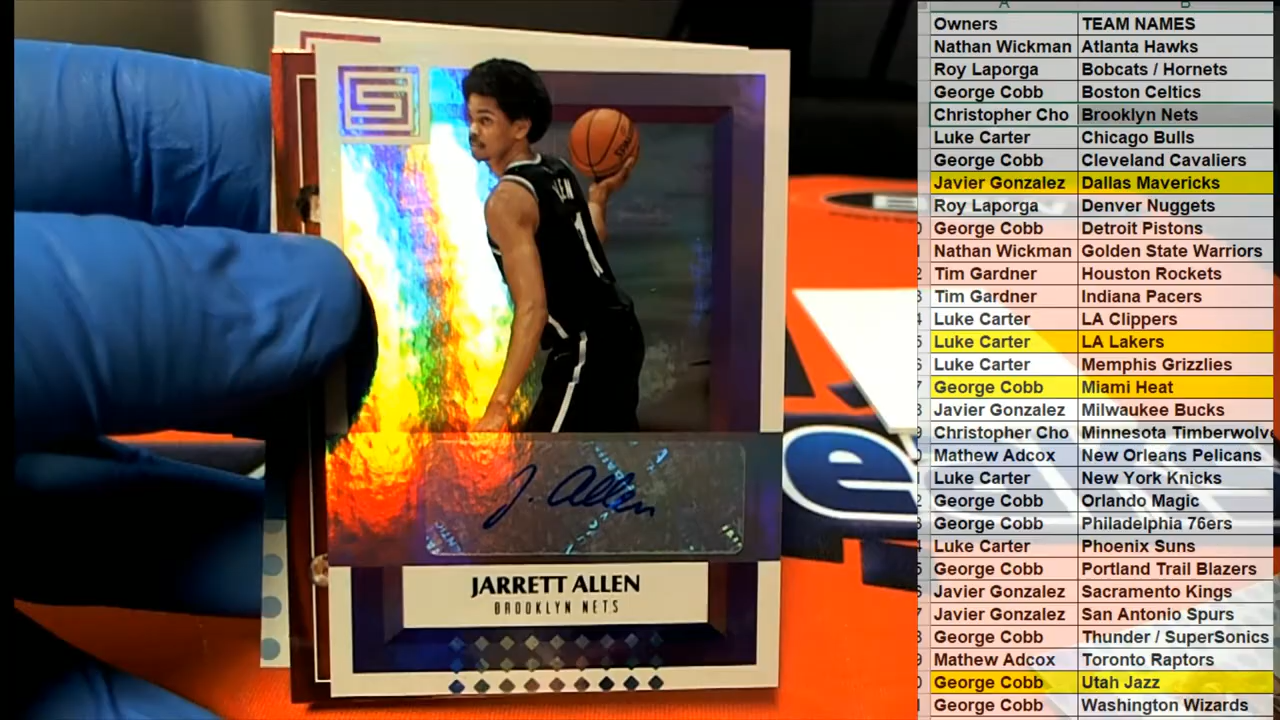 J. Allen
JARRETT ALLEN
BROOKLYN NETS
A B
Owners TEAM NAMES
Nathan Wickman Atlanta Hawks
Roy Laporga Bobcats / Hornets
George Cobb Boston Celtics
Christopher Cho Brooklyn Nets
Luke Carter Chicago Bulls
George Cobb Cleveland Cavaliers
Javier Gonzalez Dallas Mavericks
Roy Laporga Denver Nuggets
George Cobb Detroit Pistons
Nathan Wickman Golden State Warriors
Tim Gardner Houston Rockets
Tim Gardner Indiana Pacers
Luke Carter LA Clippers
Luke Carter LA Lakers
Luke Carter Memphis Grizzlies
George Cobb Miami Heat
Javier Gonzalez Milwaukee Bucks
Christopher Cho Minnesota Timberwolve
Mathew Adcox New Orleans Pelicans
Luke Carter New York Knicks
George Cobb Orlando Magic
George Cobb Philadelphia 76ers
Luke Carter Phoenix Suns
George Cobb Portland Trail Blazers
Javier Gonzalez Sacramento Kings
Javier Gonzalez San Antonio Spurs
George Cobb Thunder / SuperSonics
Mathew Adcox Toronto Raptors
George Cobb Utah Jazz
George Cobb Washington Wizards